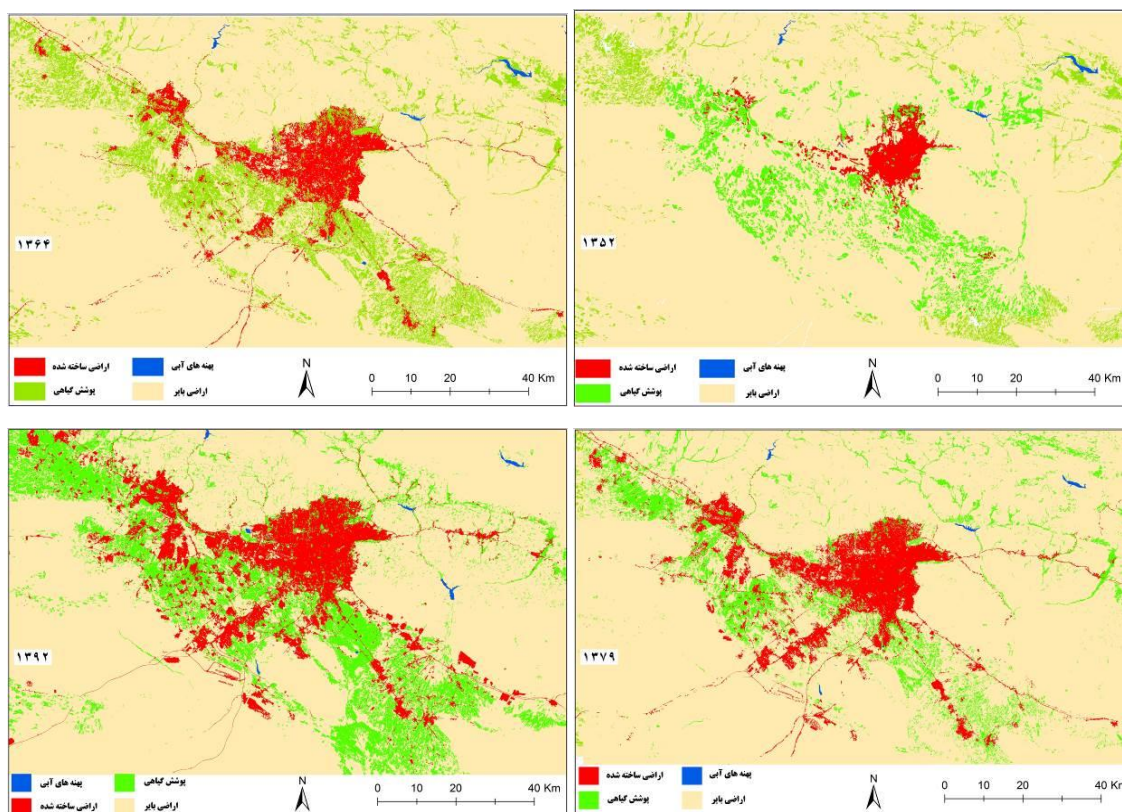 ۱۳۶۴
اراضی ساخته شده پهنه های آبی
پوشش گیاهی اراضی بایر
N
0 10 20 40 Km
۱۳۵۲
اراضی ساخته شده پهنه های آبی
پوشش گیاهی اراضی بایر
N
0 10 20 40 Km
۱۳۹۲
پهنه های آبی پوشش گیاهی
اراضی ساخته شده اراضی بایر
N
0 10 20 40 Km
۱۳۷۹
اراضی ساخته شده پهنه های آبی
پوشش گیاهی اراضی بایر
N
0 10 20 40 Km